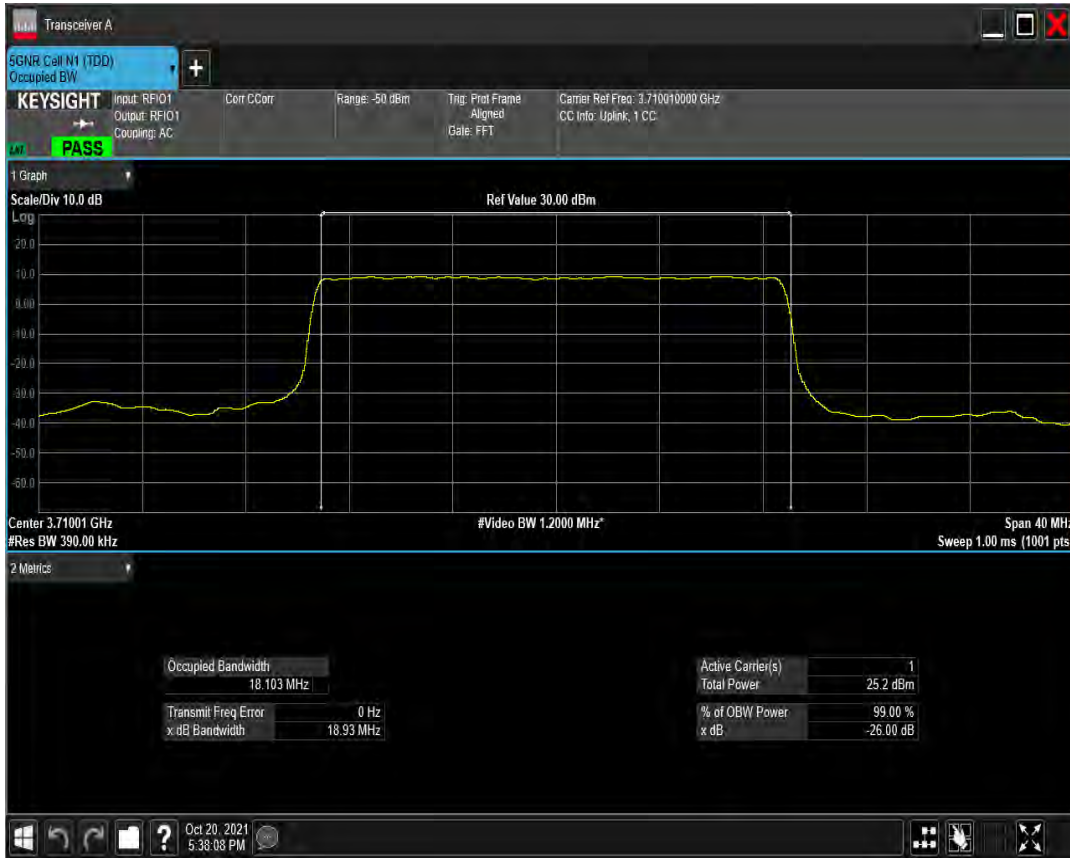 Transceiver A
5GNR Cell N1 (TDD)
Occupied BW
+
KEYSIGHT
PASS
Input: RFIO1
Output: RFIO1
Coupling: AC
Corr CCorr
Range: -50 dBm
Trig: Prot Frame
Aligned
Gate: FFT
Carrier Ref Freq: 3.710010000 GHz
CC Info: Uplink, 1 CC
1 Graph
Scale/Div 10.0 dB
Ref Value 30.00 dBm
Log
20.0
10.0
0.00
-10.0
-20.0
-30.0
-40.0
-50.0
-60.0
Center 3.71001 GHz
#Video BW 1.2000 MHz*
Span 40 MHz
#Res BW 390.00 kHz
Sweep 1.00 ms (1001 pts
2 Metrics
Occupied Bandwidth
18.103 MHz
Transmit Freq Error 0 Hz
x dB Bandwidth 18.93 MHz
Active Carrier(s) 1
Total Power 25.2 dBm
% of OBW Power 99.00 %
x dB -26.00 dB
?
Oct 20, 2021
5:38:08 PM